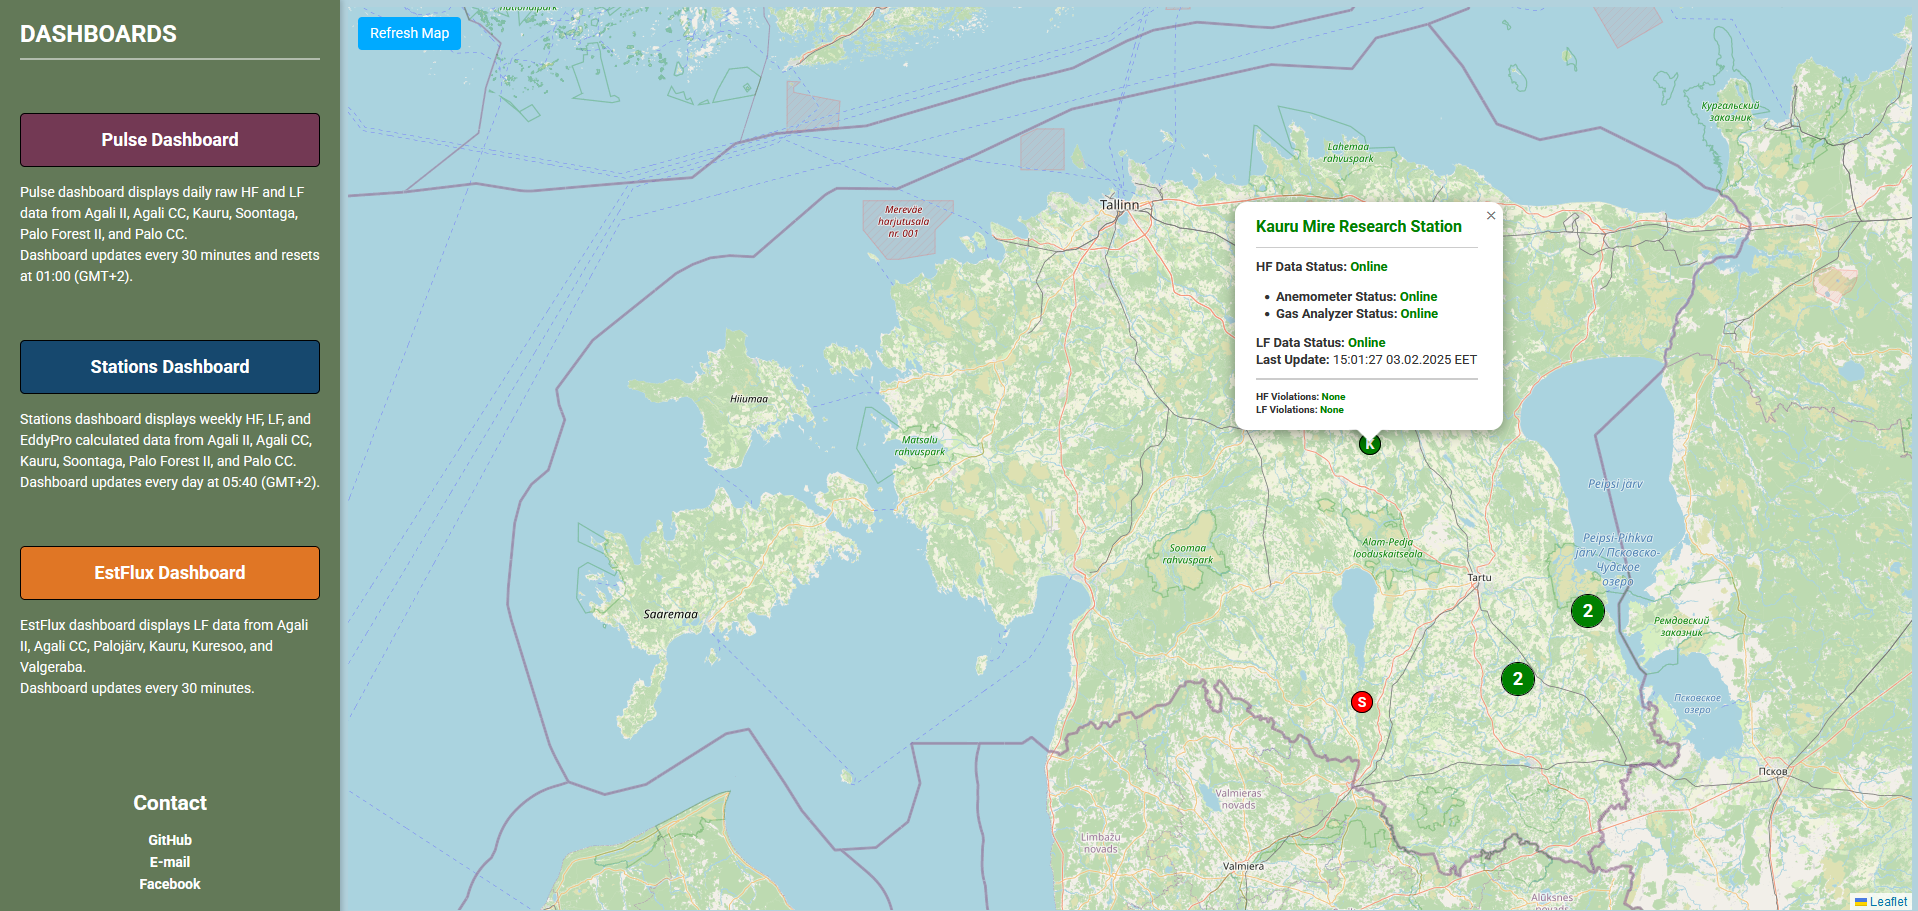 DASHBOARDS
Pulse Dashboard
Pulse dashboard displays daily raw HF and LF
data from Agali II, Agali CC, Kauru, Soontaga,
Palo Forest II, and Palo CC.
Dashboard updates every 30 minutes and resets
at 01:00 (GMT+2).
Stations Dashboard
Stations dashboard displays weekly HF, LF, and
EddyPro calculated data from Agali II, Agali CC,
Kauru, Soontaga, Palo Forest II, and Palo CC.
Dashboard updates every day at 05:40 (GMT+2).
EstFlux Dashboard
EstFlux dashboard displays LF data from Agali
II, Agali CC, Palojärv, Kauru, Kuresoo, and
Valgeraba.
Dashboard updates every 30 minutes.
Contact
GitHub
E-mail
Facebook
Refresh Map
nationalpark
Кургальский
заказник
Lahemaa
rahvuspark
Tallinn
Mereväe
harjutusala
nr. 001
Kauru Mire Research Station
×
HF Data Status: Online
• Anemometer Status: Online
• Gas Analyzer Status: Online
LF Data Status: Online
Last Update: 15:01:27 03.02.2025 EET
HF Violations: None
LF Violations: None
K
Hiiumaa
Matsalu
rahvuspark
Peipsi järv
Peipsi-Pihkva
järv / Псковско-
Чудское
озеро
Soomaa
rahvuspark
Alam-Pedja
looduskaitseala
Tartu
2
Saaremaa
Ремдовский
заказник
2
S
Псковское
озеро
Псков
Valmieras
novads
Limbažu
novads
Valmiera
Alūksnes
novads
Leaflet